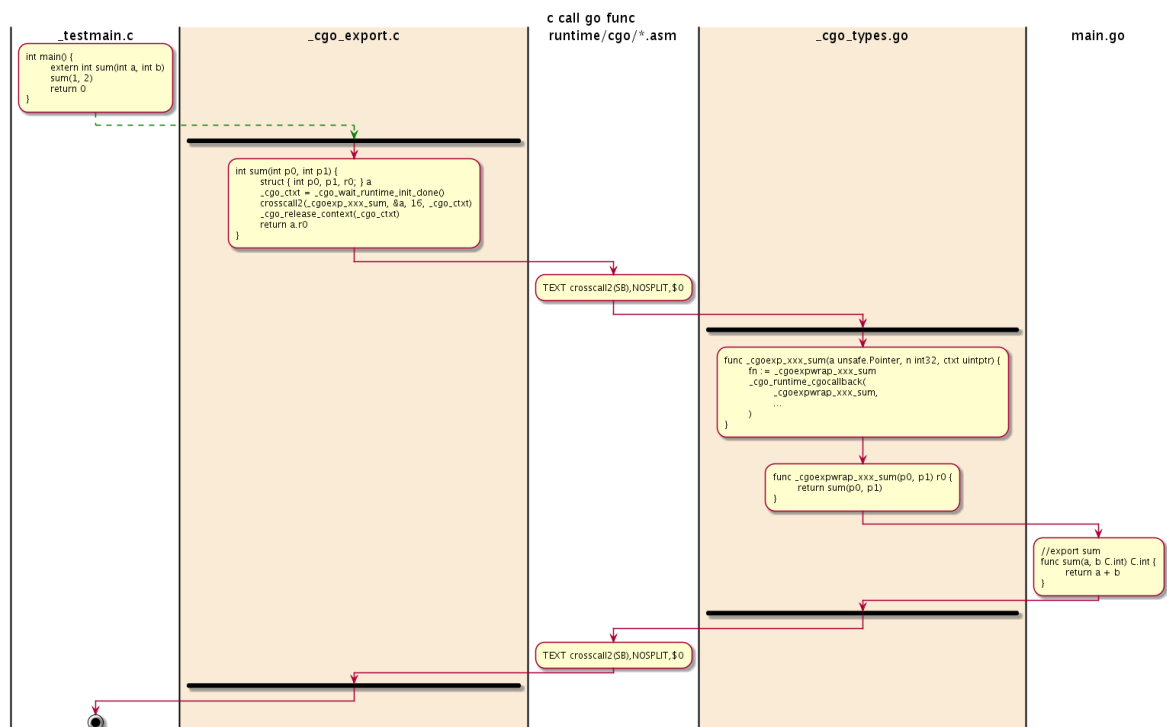 c call go func
_testmain.c
_cgo_export.c
runtime/cgo/*.asm
_cgo_types.go
main.go
int main() {
extern int sum(int a, int b)
sum(1, 2)
return 0
}
int sum(int p0, int p1) {
struct { int p0, p1, r0; } a
_cgo_ctxt = _cgo_wait_runtime_init_done()
crosscall2(_cgoexp_xxx_sum, &a, 16, _cgo_ctxt)
_cgo_release_context(_cgo_ctxt)
return a.r0
}
TEXT crosscall2(SB),NOSPLIT,$0
func _cgoexp_xxx_sum(a unsafe.Pointer, n int32, ctxt uintptr) {
fn := _cgoexpwrap_xxx_sum
_cgo_runtime_cgocallback(
_cgoexpwrap_xxx_sum,
...
)
}
func _cgoexpwrap_xxx_sum(p0, p1) r0 {
return sum(p0, p1)
}
//export sum
func sum(a, b C.int) C.int {
return a + b
}
TEXT crosscall2(SB),NOSPLIT,$0